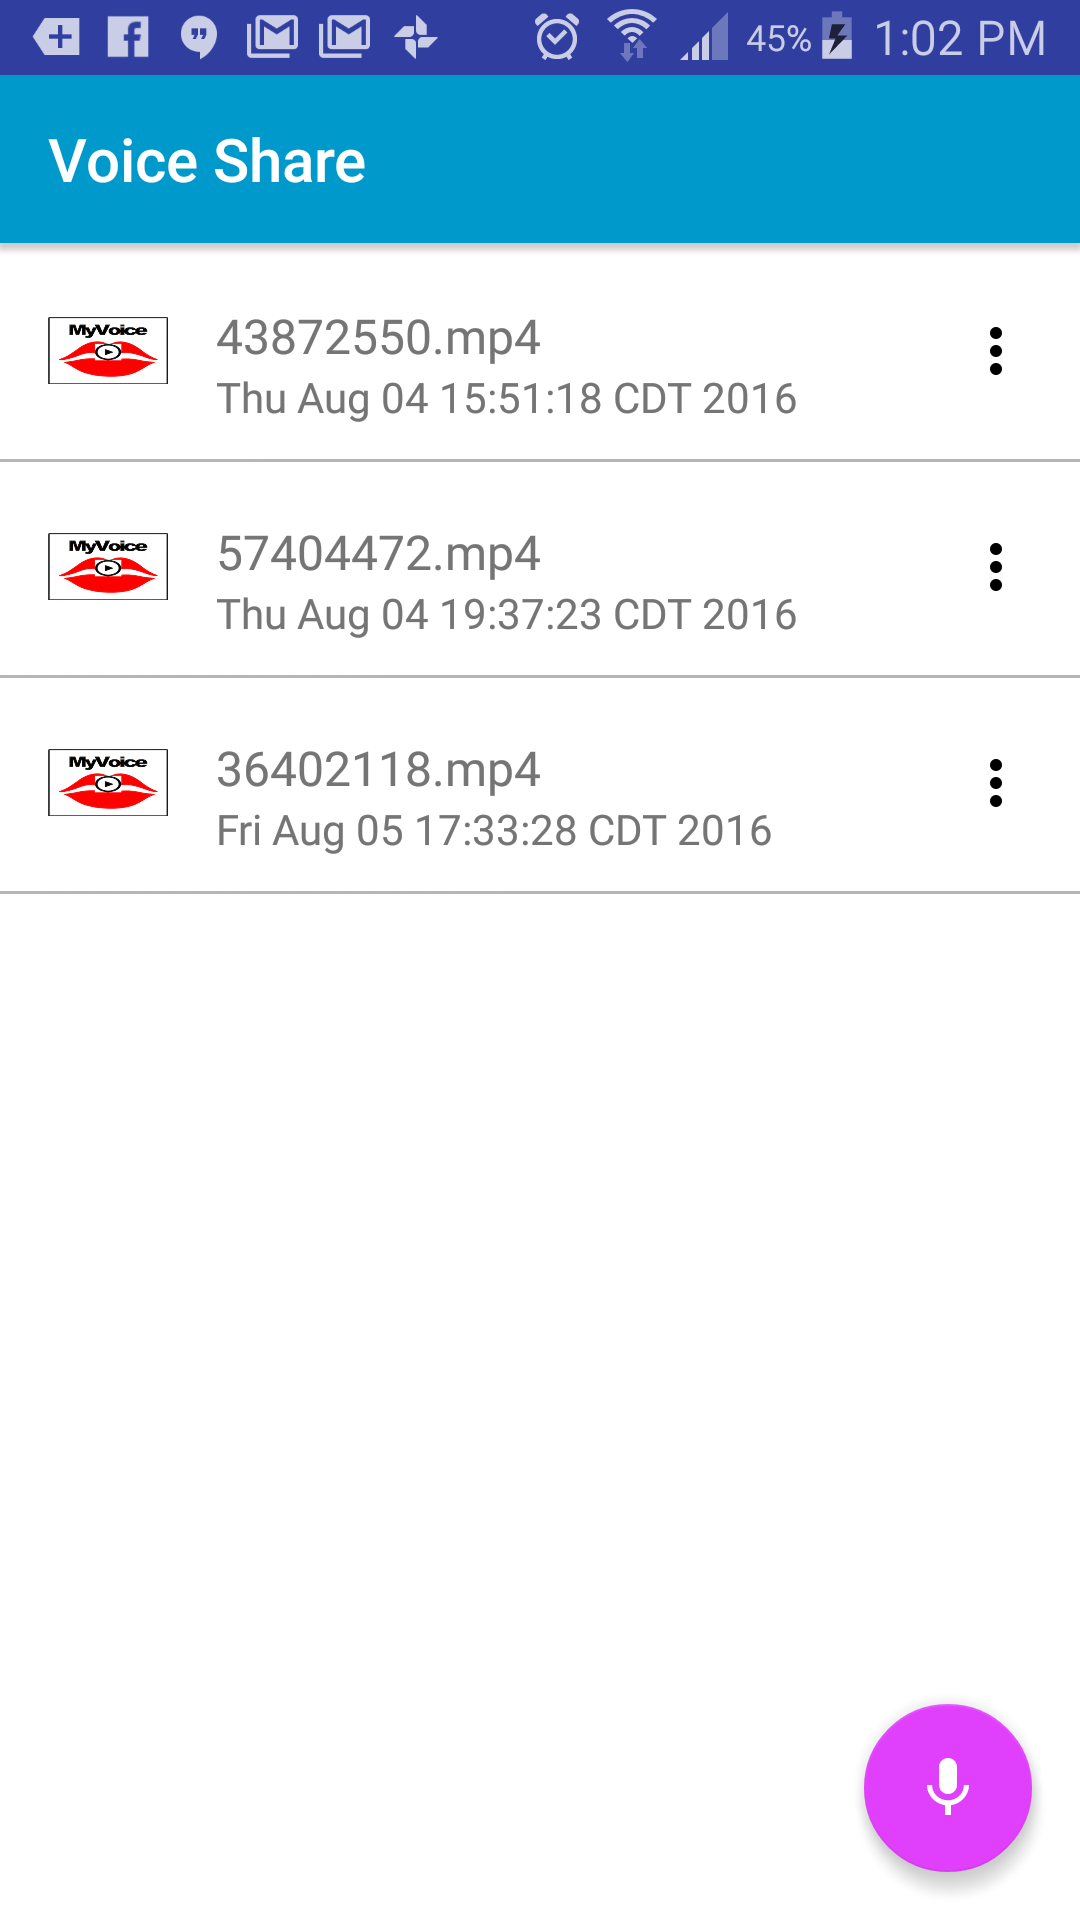 45% 1:02 PM
Voice Share
MyVoice
43872550.mp4
Thu Aug 04 15:51:18 CDT 2016
MyVoice
57404472.mp4
Thu Aug 04 19:37:23 CDT 2016
MyVoice
36402118.mp4
Fri Aug 05 17:33:28 CDT 2016